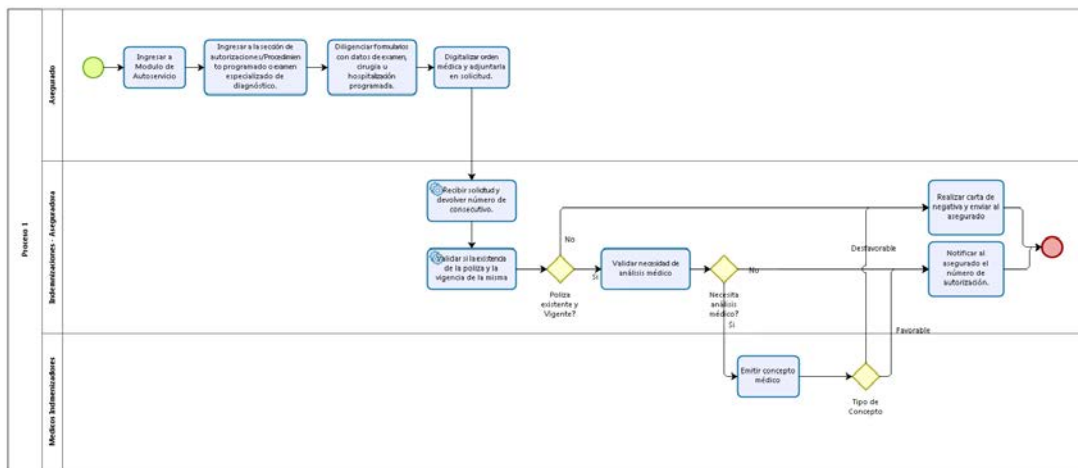 Proceso 1
Asegurado
Ingresar a
Modulo de
Autoservicio
Ingresar a la sección de
autorizaciones/Procedimien
to programado o examen
especializado de
diagnóstico.
Diligenciar formularios
con datos de examen,
cirugia u
hospitalización
programada.
Digitalizar orden
médica y adjuntarla
en solicitud.
Indemnizaciones - Aseguradora
Recibir solicitud y
devolver número de
consecutivo.
Validar si la existencia
de la poliza y la
vigencia de la misma
Poliza
existente y
Vigente?
No
Si
Validar necesidad de
análisis médico
Necesita
análisis
médico?
No
Si
Realizar carta de
negativa y enviar al
asegurado
Desfavorable
Notificar al
asegurado el número
de autorización.
Favorable
Emitir concepto
médico
Tipo de
Concepto